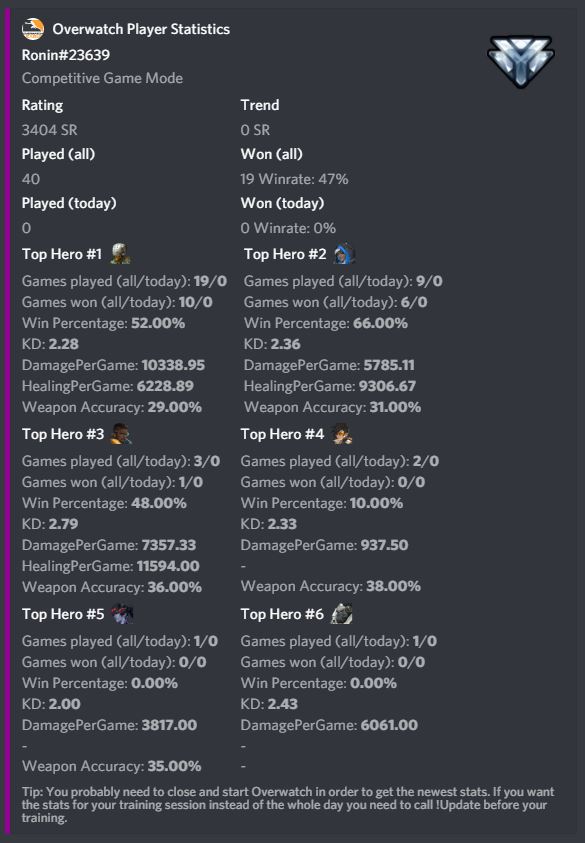 Overwatch Player Statistics
Ronin#23639
Competitive Game Mode
Rating
Trend
3404 SR
0 SR
Played (all)
Won (all)
40
19 Winrate: 47%
Played (today)
Won (today)
0
0 Winrate: 0%
Top Hero #1
Games played (all/today): 19/0
Games won (all/today): 10/0
Win Percentage: 52.00%
KD: 2.28
DamagePerGame: 10338.95
HealingPerGame: 6228.89
Weapon Accuracy: 29.00%
Top Hero #2
Games played (all/today): 9/0
Games won (all/today): 6/0
Win Percentage: 66.00%
KD: 2.36
DamagePerGame: 5785.11
HealingPerGame: 9306.67
Weapon Accuracy: 31.00%
Top Hero #3
Games played (all/today): 3/0
Games won (all/today): 1/0
Win Percentage: 48.00%
KD: 2.79
DamagePerGame: 7357.33
HealingPerGame: 11594.00
Weapon Accuracy: 36.00%
Top Hero #4
Games played (all/today): 2/0
Games won (all/today): 0/0
Win Percentage: 10.00%
KD: 2.33
DamagePerGame: 937.50
-
Weapon Accuracy: 38.00%
Top Hero #5
Games played (all/today): 1/0
Games won (all/today): 0/0
Win Percentage: 0.00%
KD: 2.00
DamagePerGame: 3817.00
-
Weapon Accuracy: 35.00%
Top Hero #6
Games played (all/today): 1/0
Games won (all/today): 0/0
Win Percentage: 0.00%
KD: 2.43
DamagePerGame: 6061.00
-
-
Tip: You probably need to close and start Overwatch in order to get the newest stats. If you want
the stats for your training session instead of the whole day you need to call !Update before your
training.